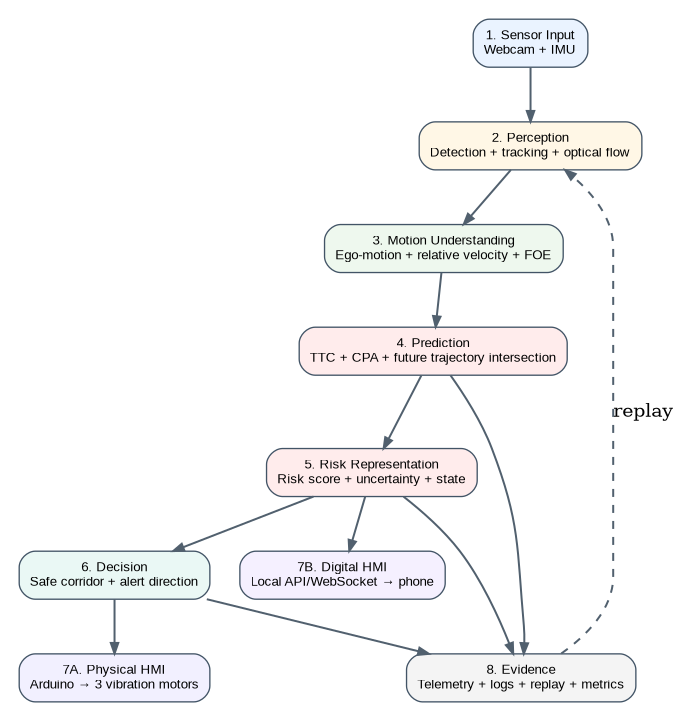 1. Sensor Input
Webcam + IMU
2. Perception
Detection + tracking + optical flow
3. Motion Understanding
Ego-motion + relative velocity + FOE
4. Prediction
TTC + CPA + future trajectory intersection
replay
5. Risk Representation
Risk score + uncertainty + state
6. Decision
Safe corridor + alert direction
7B. Digital HMI
Local API/WebSocket → phone
7A. Physical HMI
Arduino → 3 vibration motors
8. Evidence
Telemetry + logs + replay + metrics